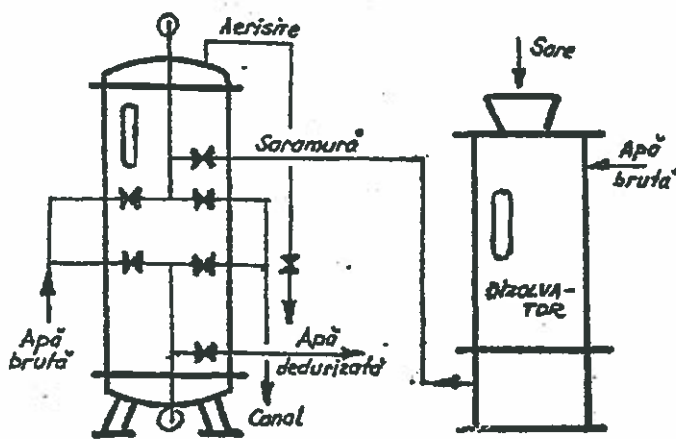 Aerisire
Sare
Saramură
Apă
brută
DIZOLVA-
TOR
Apă
brută
Apă
dedurizată
Canal